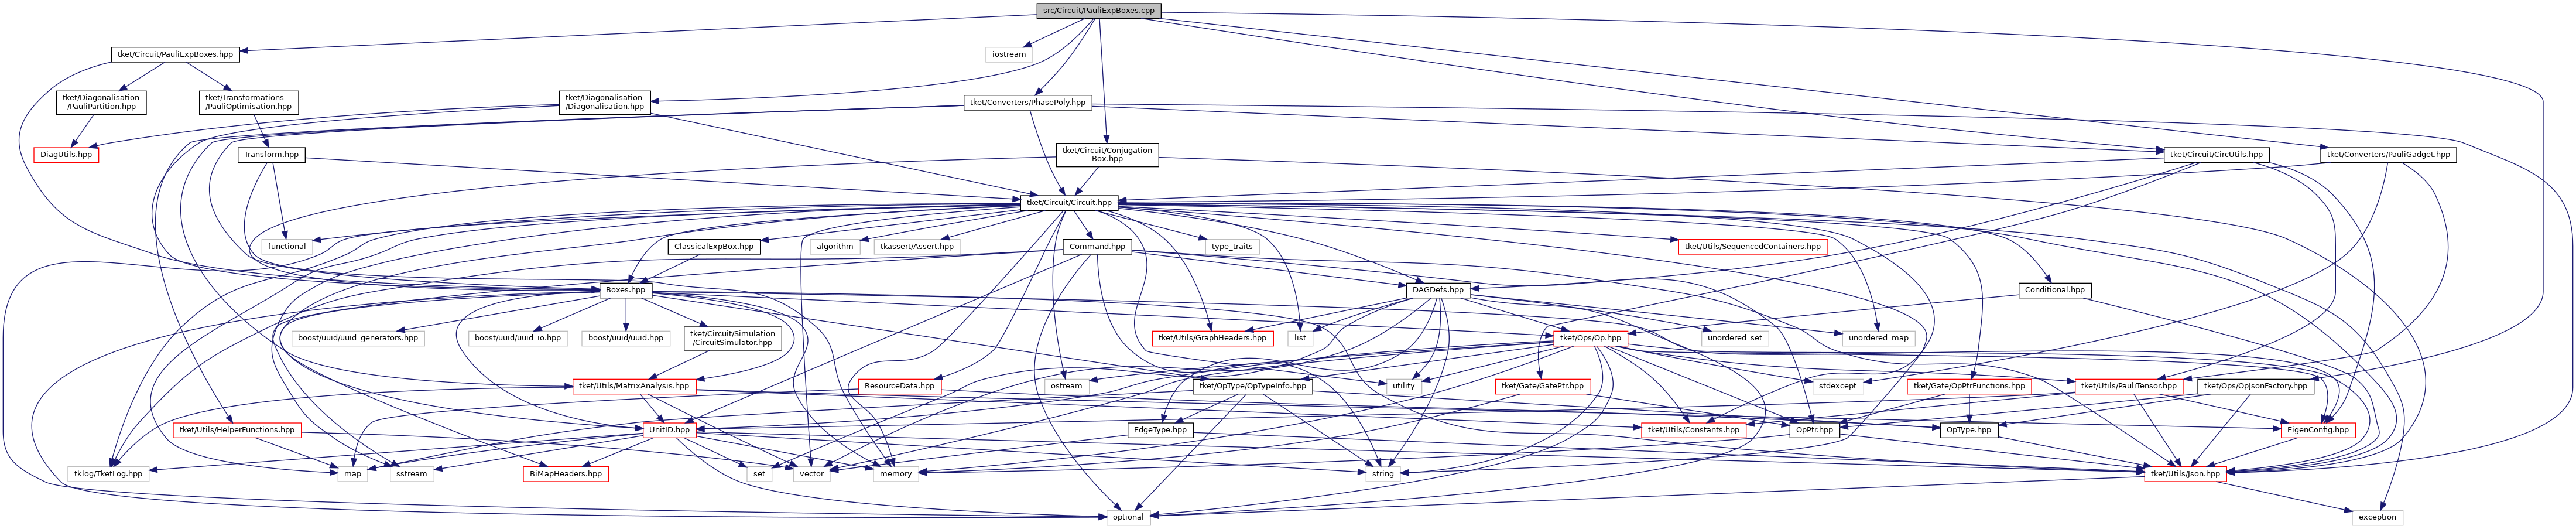 src/Circuit/PauliExpBoxes.cpp
tket/Circuit/PauliExpBoxes.hpp
iostream
tket/Diagonalisation
/PauliPartition.hpp
tket/Transformations
/PauliOptimisation.hpp
tket/Diagonalisation
/Diagonalisation.hpp
tket/Converters/PhasePoly.hpp
DiagUtils.hpp
Transform.hpp
tket/Circuit/Conjugation
Box.hpp
tket/Circuit/CircUtils.hpp
tket/Converters/PauliGadget.hpp
tket/Circuit/Circuit.hpp
functional
ClassicalExpBox.hpp
algorithm
tkassert/Assert.hpp
Command.hpp
type_traits
tket/Utils/SequencedContainers.hpp
Boxes.hpp
DAGDefs.hpp
Conditional.hpp
boost/uuid/uuid_generators.hpp
boost/uuid/uuid_io.hpp
boost/uuid/uuid.hpp
tket/Circuit/Simulation
/CircuitSimulator.hpp
tket/Utils/GraphHeaders.hpp
list
tket/Ops/Op.hpp
unordered_set
unordered_map
tket/Utils/MatrixAnalysis.hpp
ResourceData.hpp
ostream
tket/OpType/OpTypeInfo.hpp
utility
tket/Gate/GatePtr.hpp
stdexcept
tket/Gate/OpPtrFunctions.hpp
tket/Utils/PauliTensor.hpp
tket/Ops/OpJsonFactory.hpp
tket/Utils/HelperFunctions.hpp
UnitID.hpp
EdgeType.hpp
tket/Utils/Constants.hpp
OpPtr.hpp
OpType.hpp
EigenConfig.hpp
tklog/TketLog.hpp
map
sstream
BiMapHeaders.hpp
set
vector
memory
string
tket/Utils/Json.hpp
optional
exception